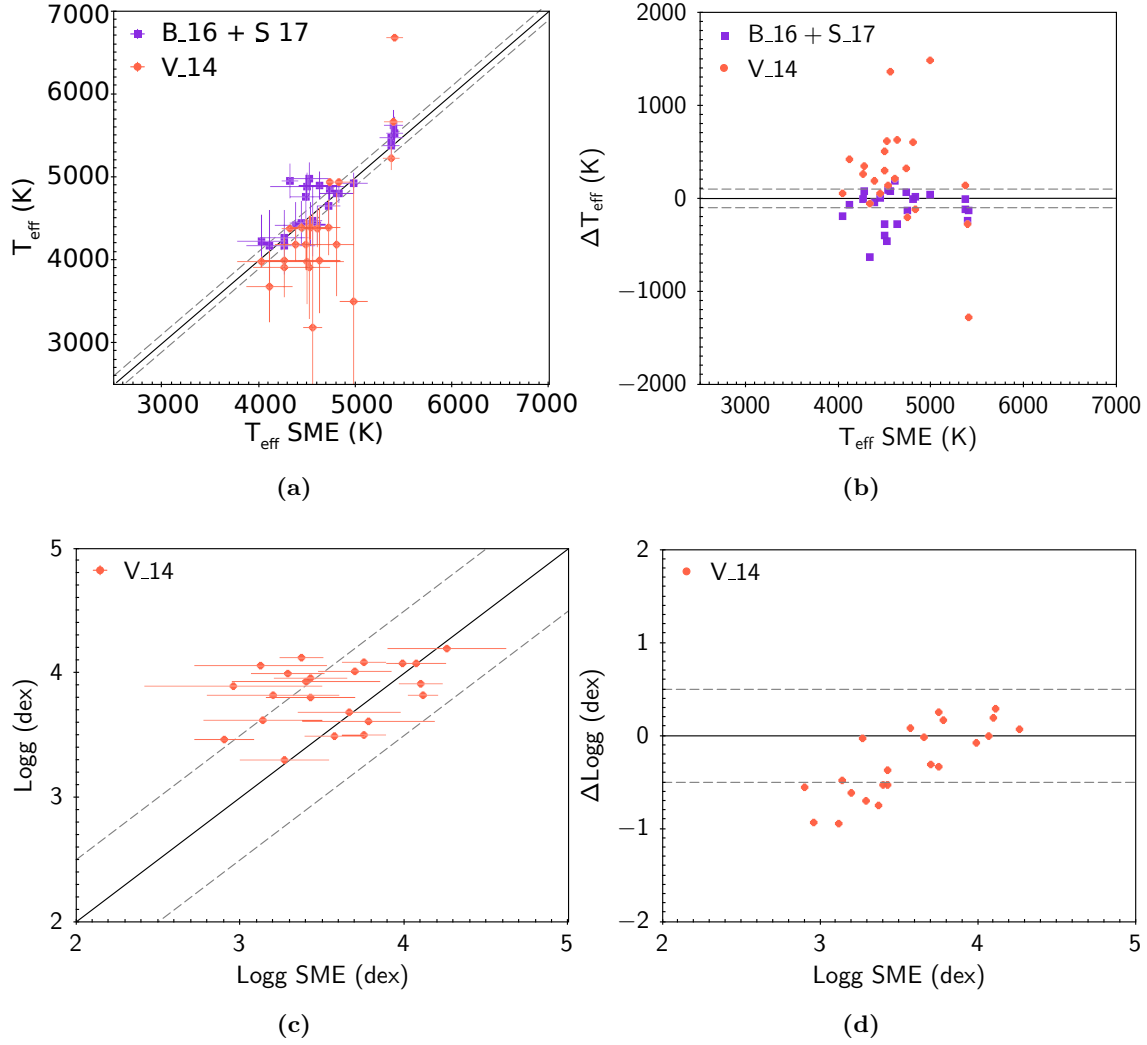 7000
6000
5000
4000
3000
T_eff (K)
B_16 + S 17
V_14
3000 4000 5000 6000 7000
T_eff SME (K)
(a)
2000
1000
0
−1000
−2000
ΔT_eff (K)
B_16 + S_17
V_14
3000 4000 5000 6000 7000
T_eff SME (K)
(b)
5
4
3
2
Logg (dex)
V_14
2 3 4 5
Logg SME (dex)
(c)
2
1
0
−1
−2
ΔLogg (dex)
V_14
2 3 4 5
Logg SME (dex)
(d)